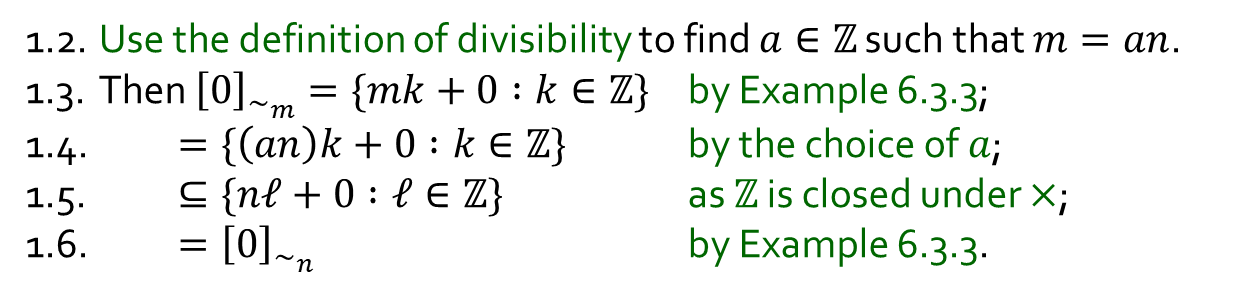 1.2. Use the definition of divisibility to find 𝑎 ∈ ℤ such that 𝑚 = 𝑎𝑛.
1.3. Then [0]∼𝑚 = {𝑚𝑘 + 0 : 𝑘 ∈ ℤ} by Example 6.3.3;
1.4. = {(𝑎𝑛)𝑘 + 0 : 𝑘 ∈ ℤ} by the choice of 𝑎;
1.5. ⊆ {𝑛ℓ + 0 : ℓ ∈ ℤ} as ℤ is closed under ×;
1.6. = [0]∼𝑛 by Example 6.3.3.